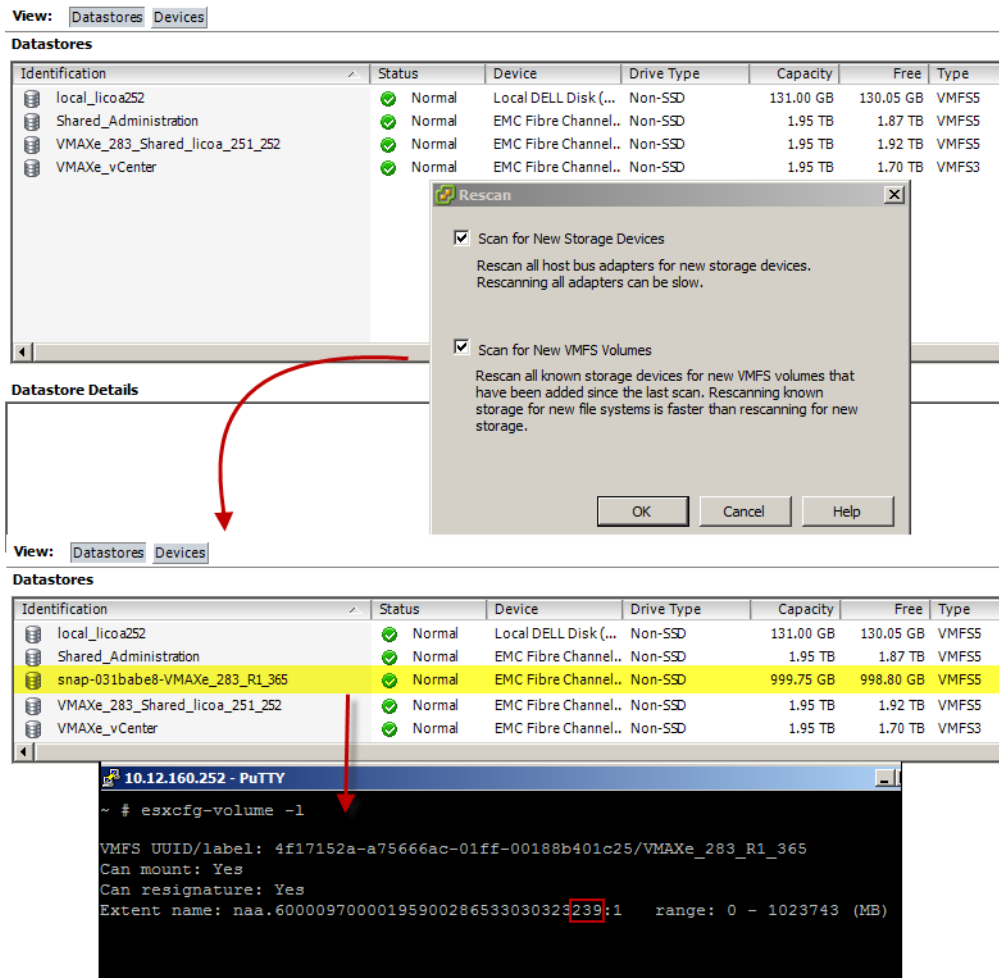 View: Datastores Devices
Datastores
Identification Status Device Drive Type Capacity Free Type
local_licoa252 Normal Local DELL Disk (... Non-SSD 131.00 GB 130.05 GB VMFS5
Shared_Administration Normal EMC Fibre Channel.. Non-SSD 1.95 TB 1.87 TB VMFS5
VMAXe_283_Shared_licoa_251_252 Normal EMC Fibre Channel.. Non-SSD 1.95 TB 1.92 TB VMFS5
VMAXe_vCenter Normal EMC Fibre Channel.. Non-SSD 1.95 TB 1.70 TB VMFS3
Rescan
Scan for New Storage Devices
Rescan all host bus adapters for new storage devices.
Rescanning all adapters can be slow.
Scan for New VMFS Volumes
Rescan all known storage devices for new VMFS volumes that
have been added since the last scan. Rescanning known
storage for new file systems is faster than rescanning for new
storage.
OK Cancel Help
Datastore Details
View: Datastores Devices
Datastores
Identification Status Device Drive Type Capacity Free Type
local_licoa252 Normal Local DELL Disk (... Non-SSD 131.00 GB 130.05 GB VMFS5
Shared_Administration Normal EMC Fibre Channel.. Non-SSD 1.95 TB 1.87 TB VMFS5
snap-031babe8-VMAXe_283_R1_365 Normal EMC Fibre Channel.. Non-SSD 999.75 GB 998.80 GB VMFS5
VMAXe_283_Shared_licoa_251_252 Normal EMC Fibre Channel.. Non-SSD 1.95 TB 1.92 TB VMFS5
VMAXe_vCenter Normal EMC Fibre Channel.. Non-SSD 1.95 TB 1.70 TB VMFS3
10.12.160.252 - PuTTY
~ # esxcfg-volume -l
VMFS UUID/label: 4f17152a-a75666ac-01ff-00188b401c25/VMAXe_283_R1_365
Can mount: Yes
Can resignature: Yes
Extent name: naa.60000970000195900286533030323239:1 range: 0 - 1023743 (MB)